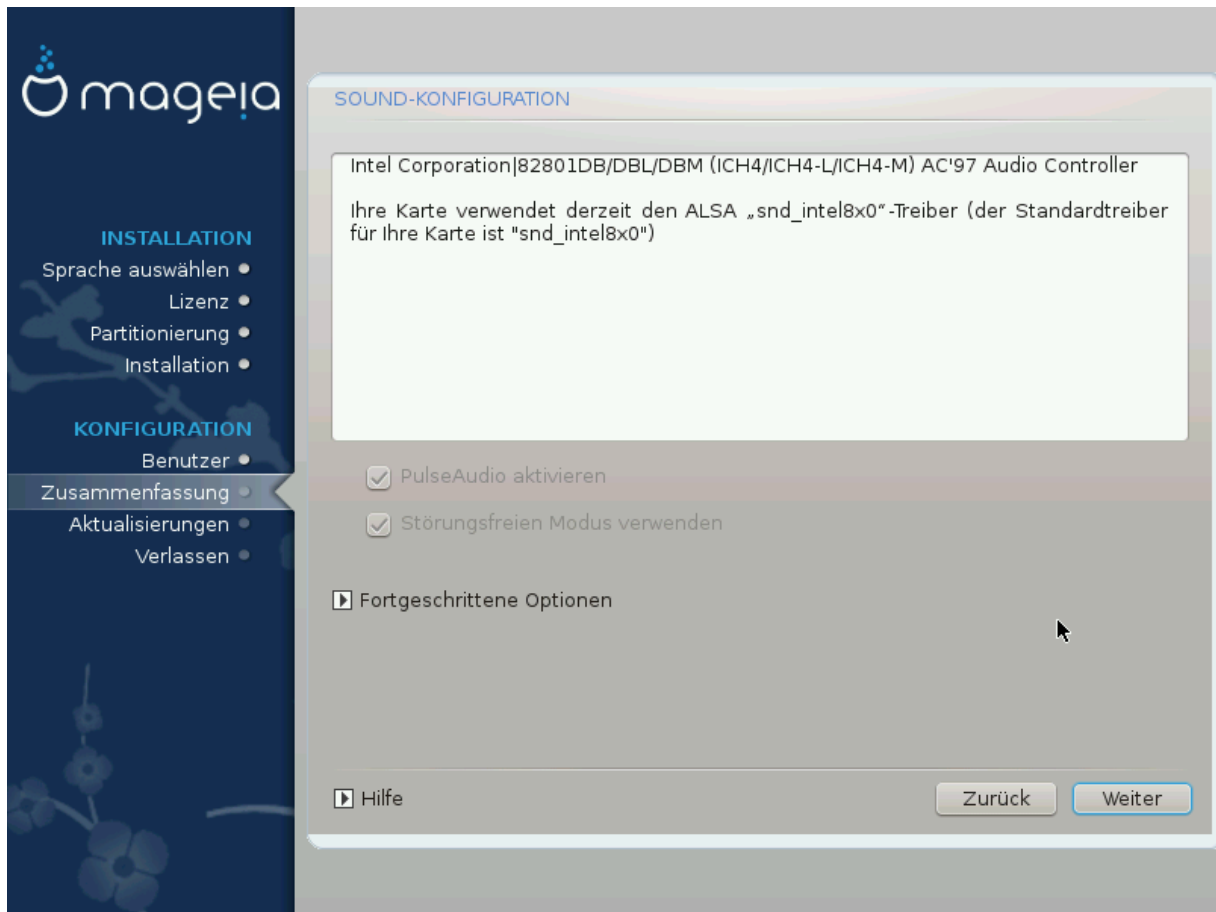 mageia
INSTALLATION
Sprache auswählen
Lizenz
Partitionierung
Installation
KONFIGURATION
Benutzer
Zusammenfassung
Aktualisierungen
Verlassen
SOUND-KONFIGURATION
Intel Corporation|82801DB/DBL/DBM (ICH4/ICH4-L/ICH4-M) AC'97 Audio Controller
Ihre Karte verwendet derzeit den ALSA „snd_intel8x0“-Treiber (der Standardtreiber
für Ihre Karte ist "snd_intel8x0")
PulseAudio aktivieren
Störungsfreien Modus verwenden
Fortgeschrittene Optionen
Hilfe
Zurück
Weiter